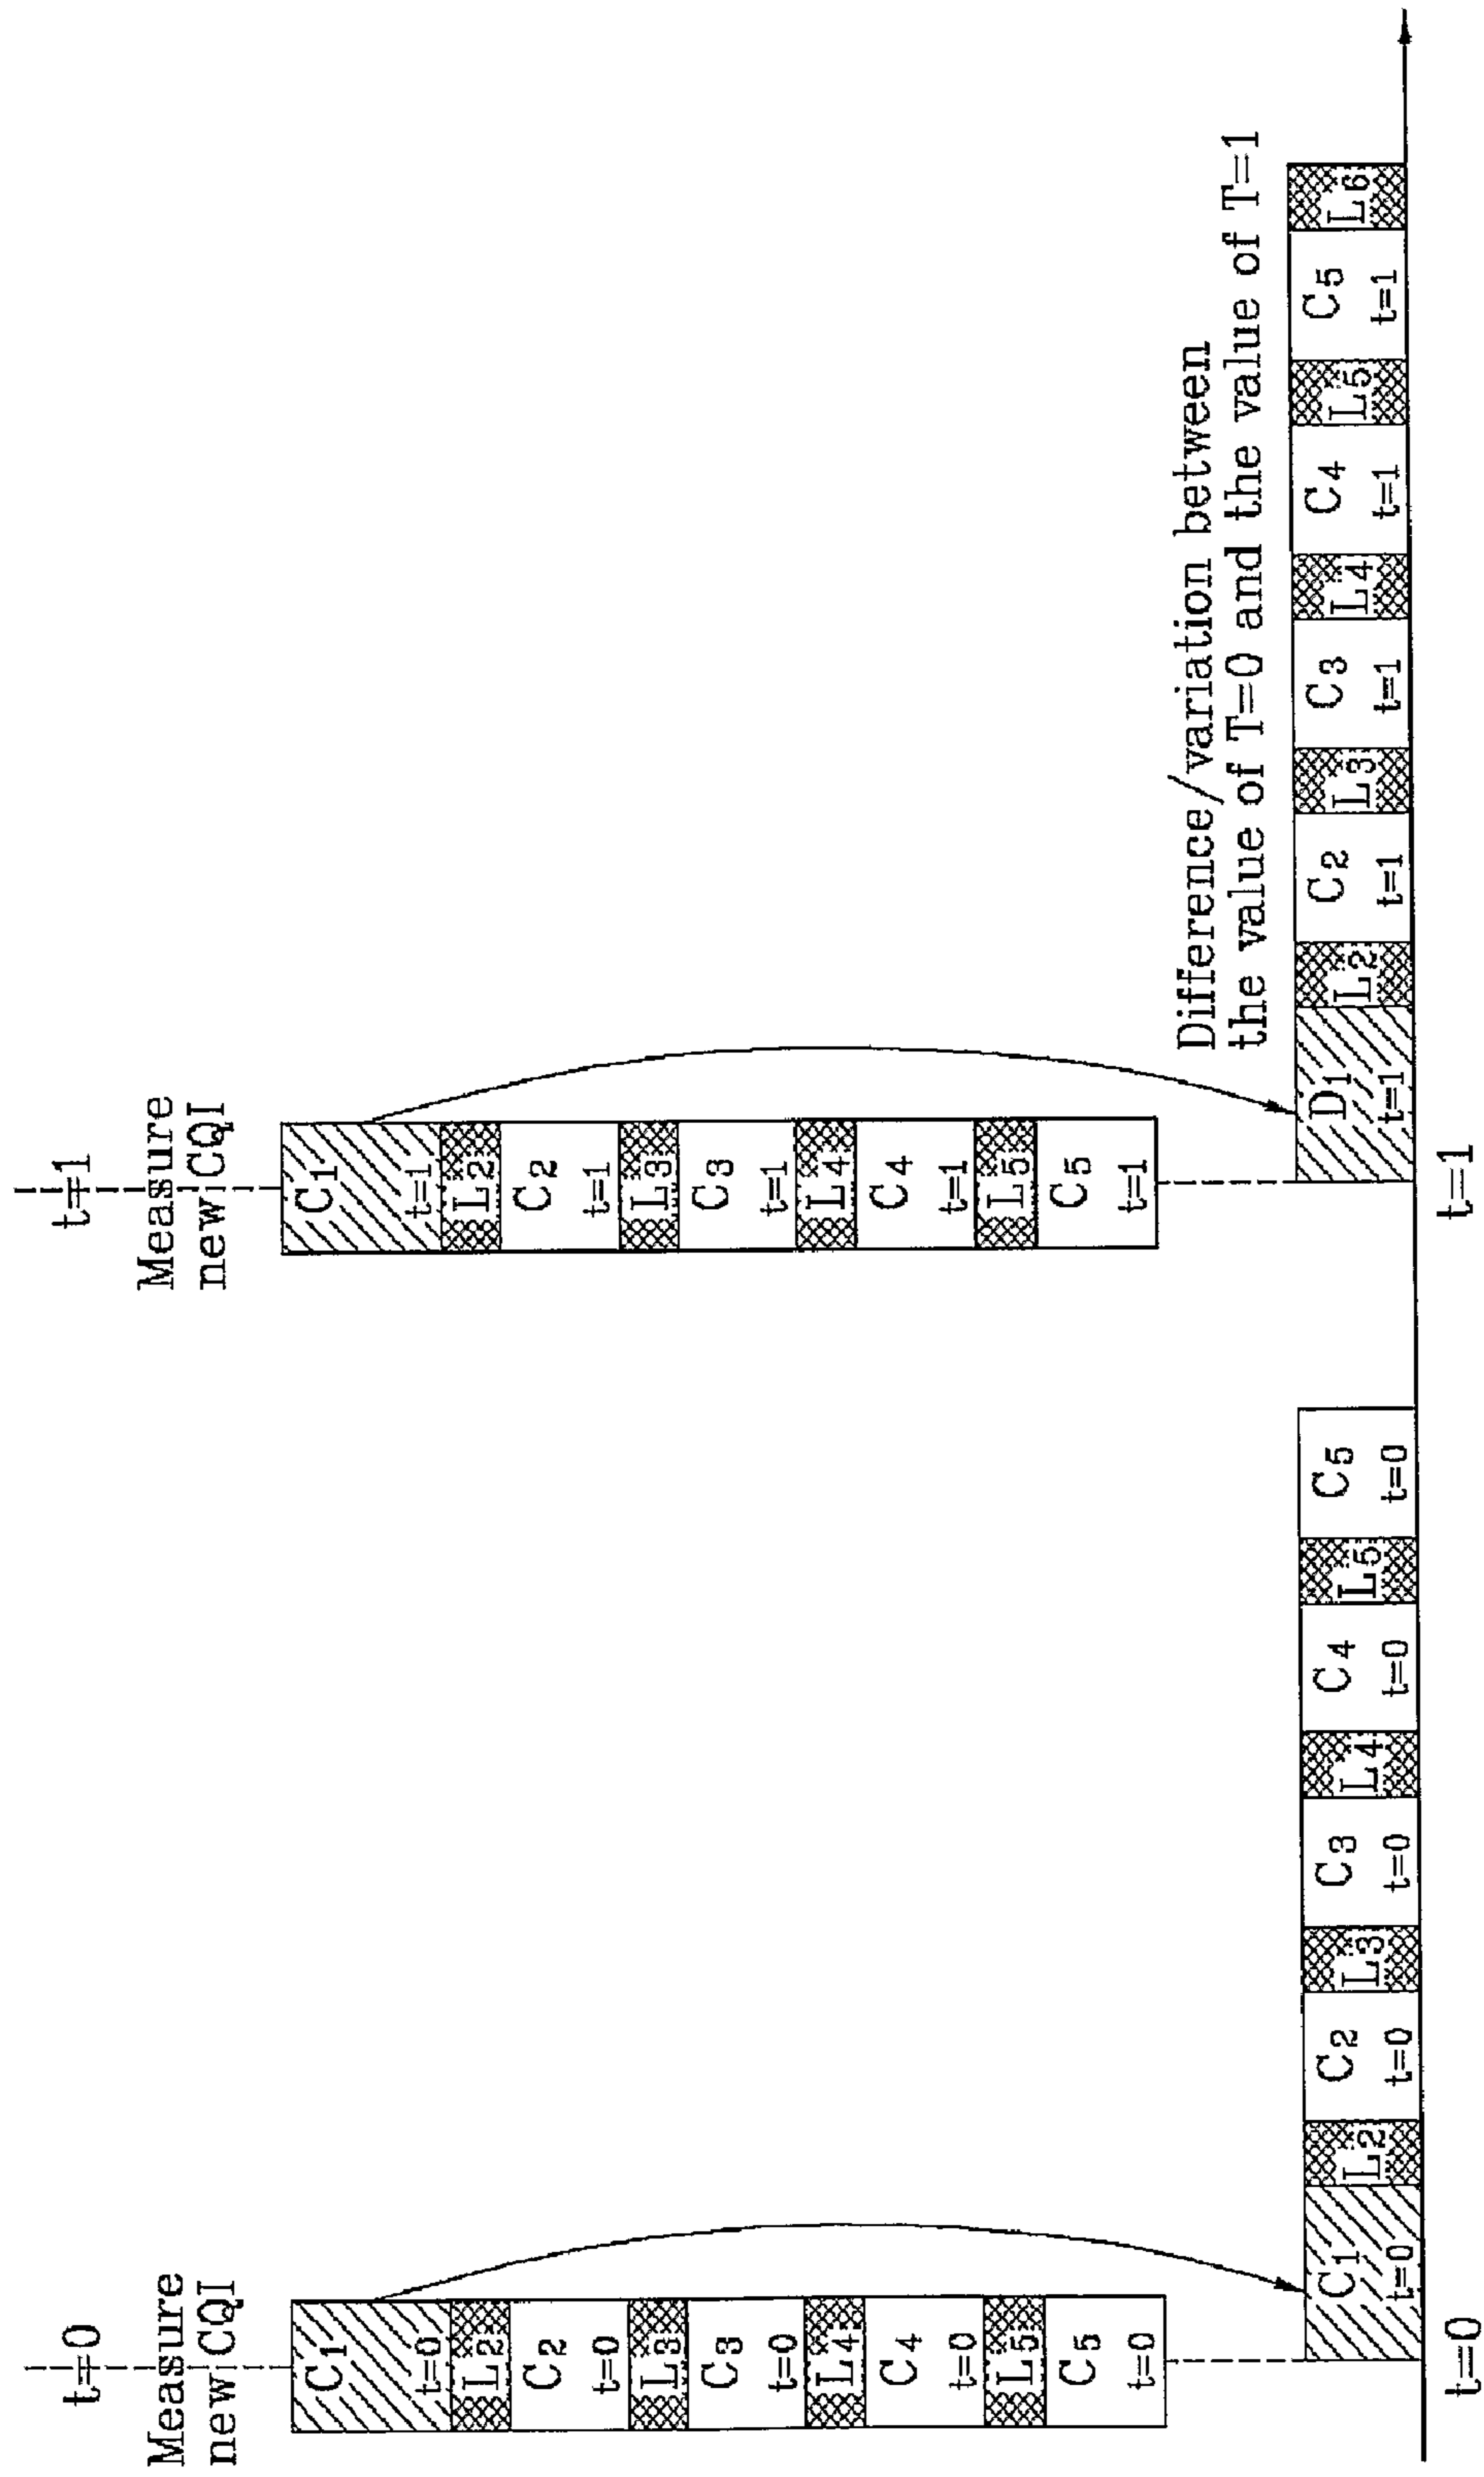 t=0
Measure
new CQI
C1
t=0
L2
C2
t=0
L3
C3
t=0
L4
C4
t=0
L5
C5
t=0
t=1
Measure
new CQI
C1
t=1
L2
C2
t=1
L3
C3
t=1
L4
C4
t=1
L5
C5
t=1
Difference/variation between
the value of T=0 and the value of T=1
C1
t=0
L2
C2
t=0
L3
C3
t=0
L4
C4
t=0
L5
C5
t=0
D1
t=1
L2
C2
t=1
L3
C3
t=1
L4
C4
t=1
L5
C5
t=1
L6
t=0
t=1